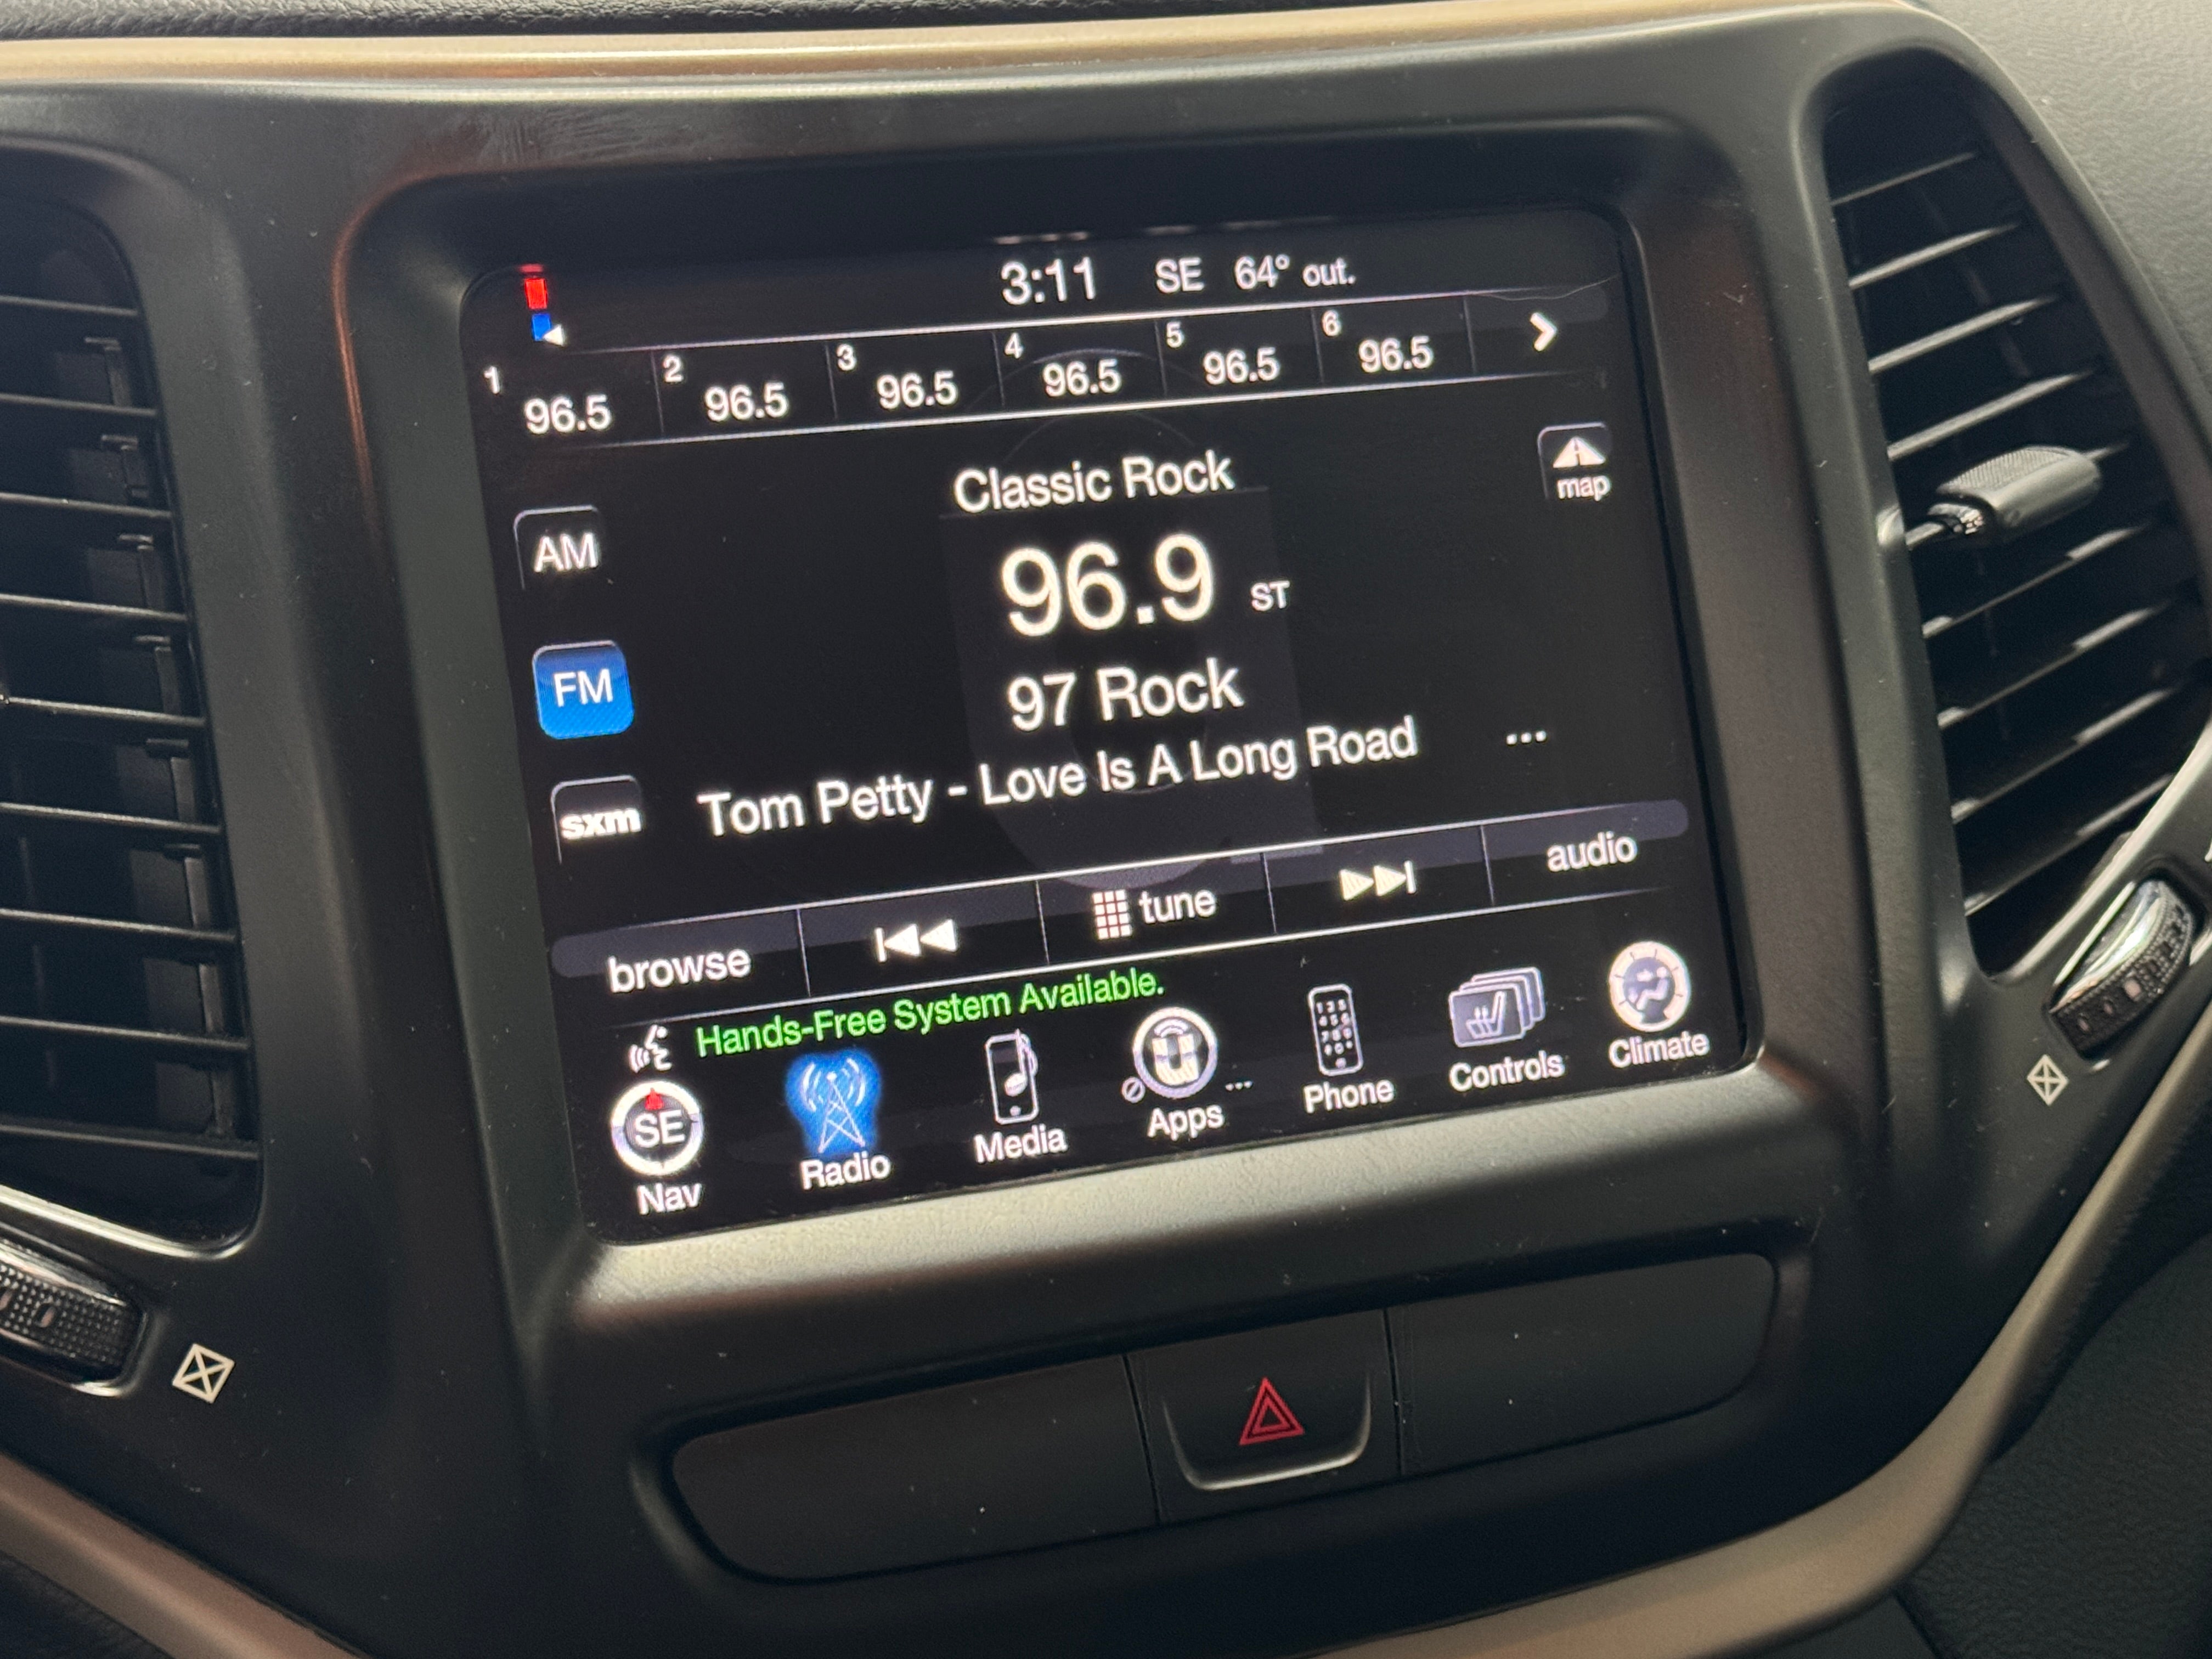 3:11 SE 64° out.
1 96.5 2 96.5 3 96.5 4 96.5 5 96.5 6 96.5
Classic Rock
map
AM
96.9 ST
FM
97 Rock
sxm
Tom Petty - Love Is A Long Road ...
browse tune audio
Hands-Free System Available.
SE
Nav Radio Media Apps ... Phone Controls Climate